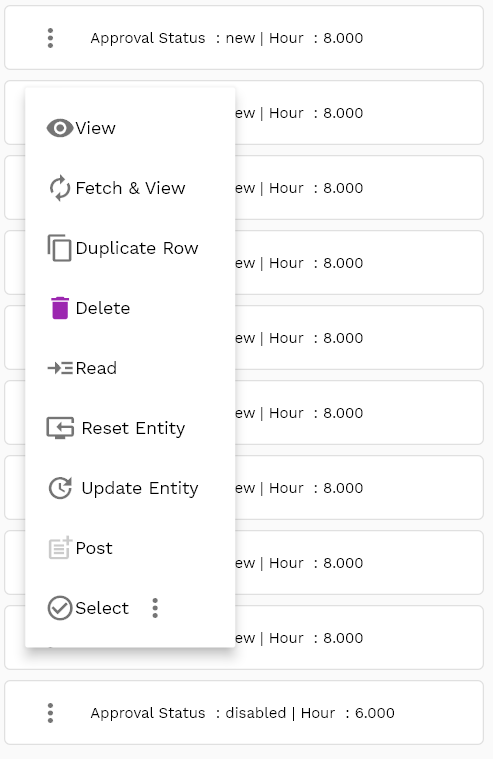 Approval Status : new | Hour : 8.000
ew | Hour : 8.000
View
ew | Hour : 8.000
Fetch & View
Duplicate Row
ew | Hour : 8.000
Delete
ew | Hour : 8.000
Read
ew | Hour : 8.000
Reset Entity
ew | Hour : 8.000
Update Entity
Post
ew | Hour : 8.000
Select
ew | Hour : 8.000
Approval Status : disabled | Hour : 6.000